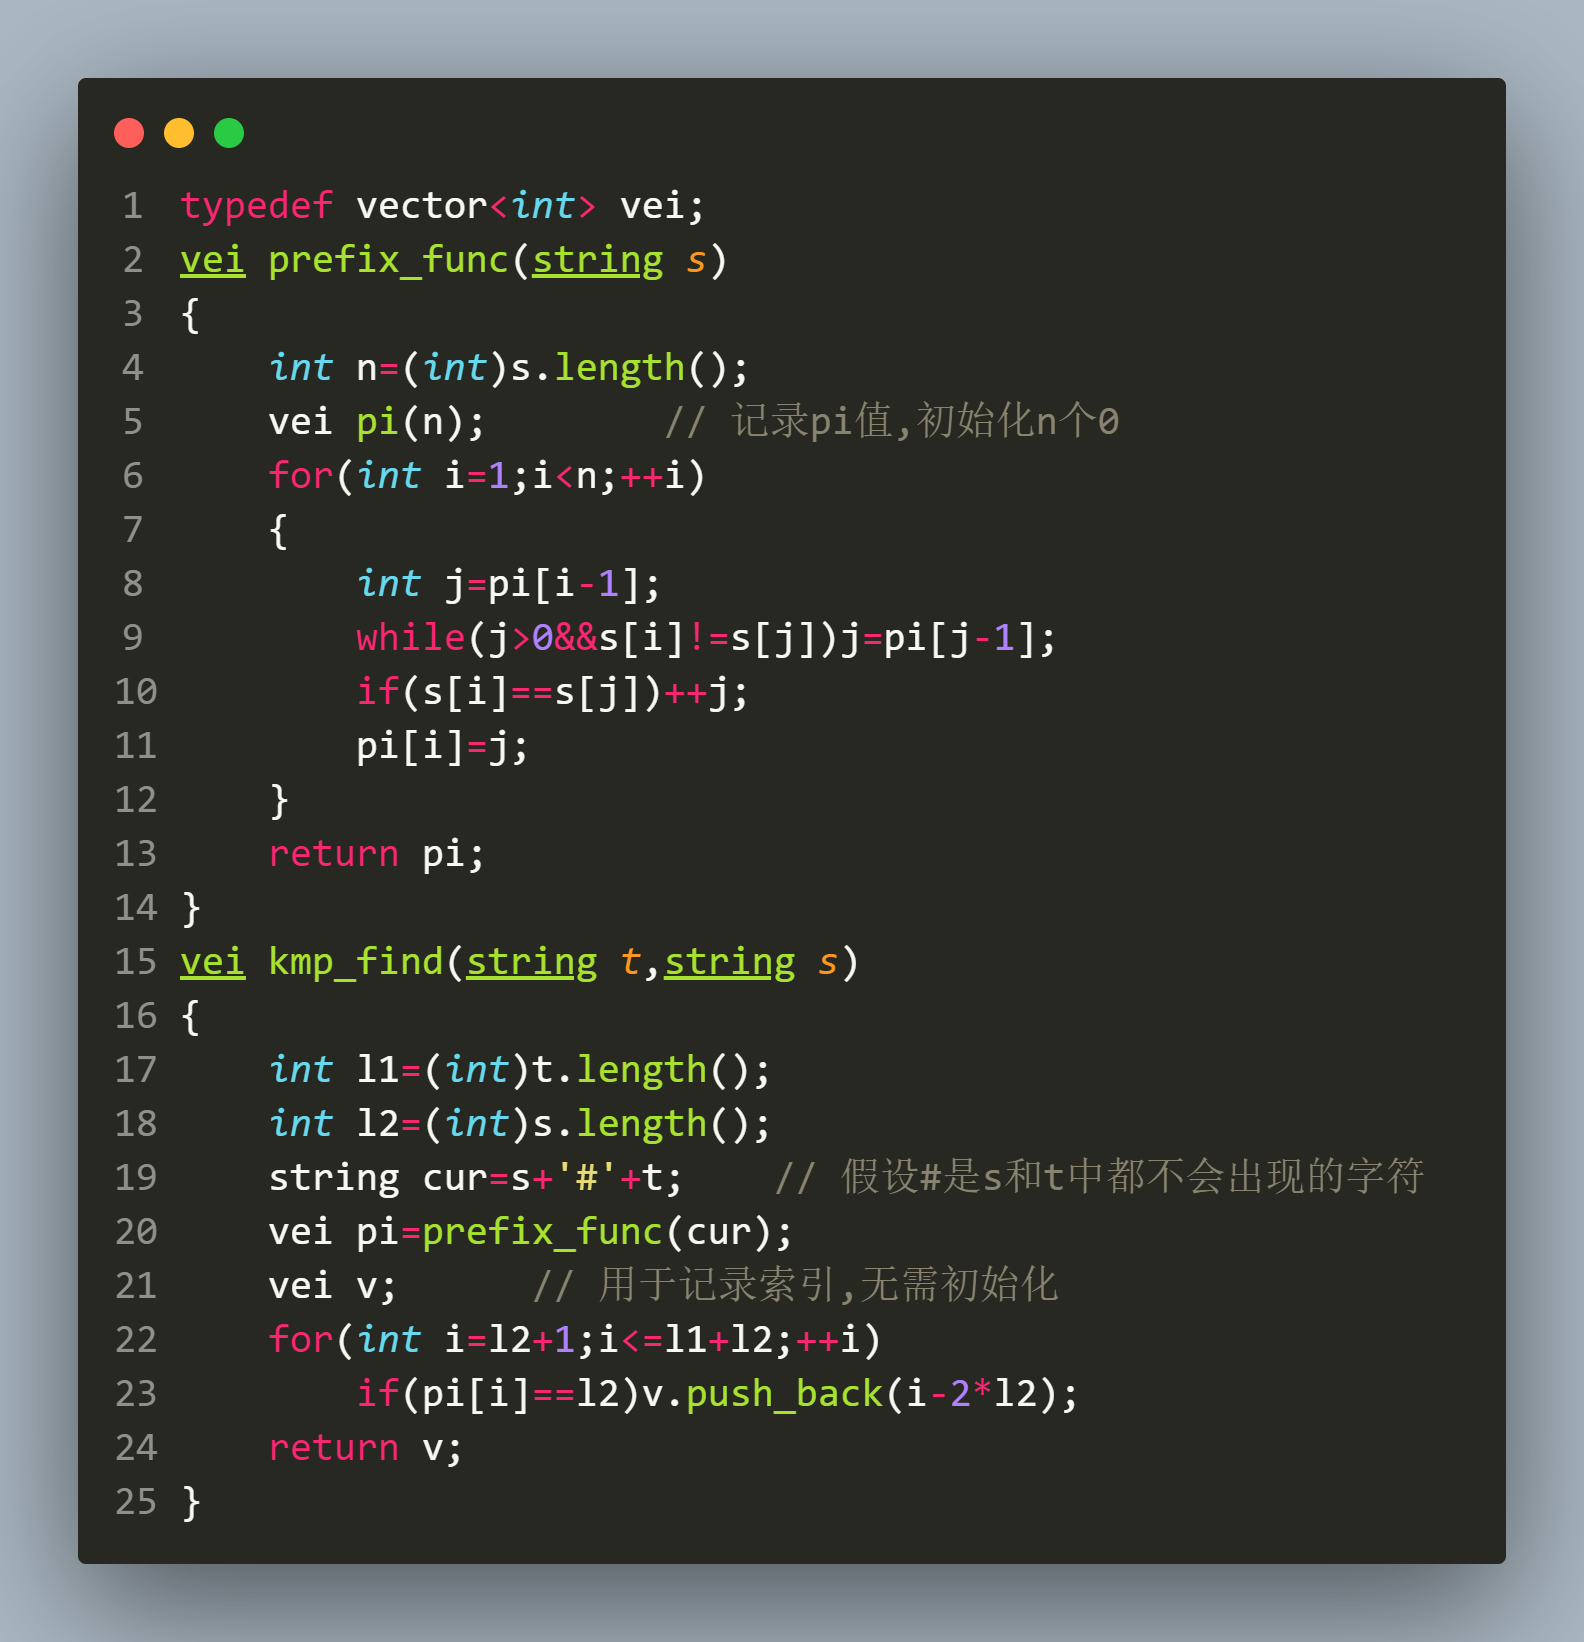 1 typedef vector<int> vei;
2 vei prefix_func(string s)
3 {
4     int n=(int)s.length();
5     vei pi(n);        // 记录pi值,初始化n个0
6     for(int i=1;i<n;++i)
7     {
8         int j=pi[i-1];
9         while(j>0&&s[i]!=s[j])j=pi[j-1];
10         if(s[i]==s[j])++j;
11         pi[i]=j;
12     }
13     return pi;
14 }
15 vei kmp_find(string t,string s)
16 {
17     int l1=(int)t.length();
18     int l2=(int)s.length();
19     string cur=s+'#'+t;    // 假设#是s和t中都不会出现的字符
20     vei pi=prefix_func(cur);
21     vei v;      // 用于记录索引,无需初始化
22     for(int i=l2+1;i<=l1+l2;++i)
23         if(pi[i]==l2)v.push_back(i-2*l2);
24     return v;
25 }